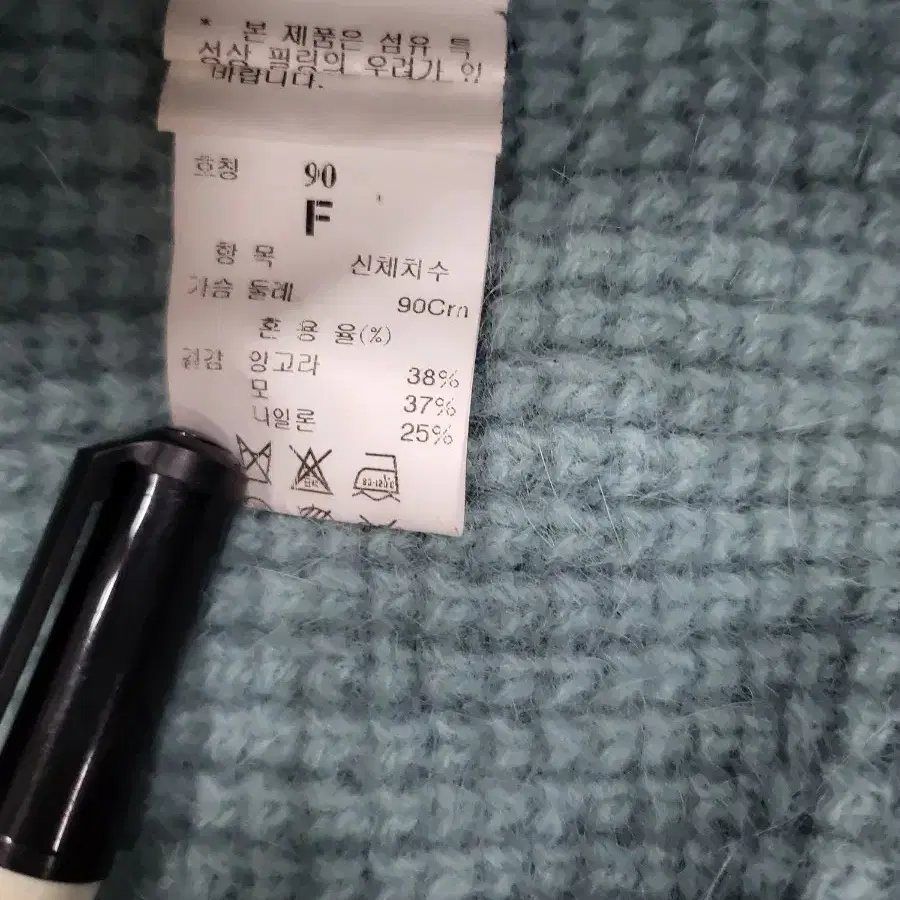 * 본 제품은 섬유 특
성상 필링의 우려가 있
바랍니다.
호칭 90
F
항 목 신체치수
가슴 둘레 90Cm
혼 용 율(%)
겉감 앙고라 38%
모 37%
나일론 25%